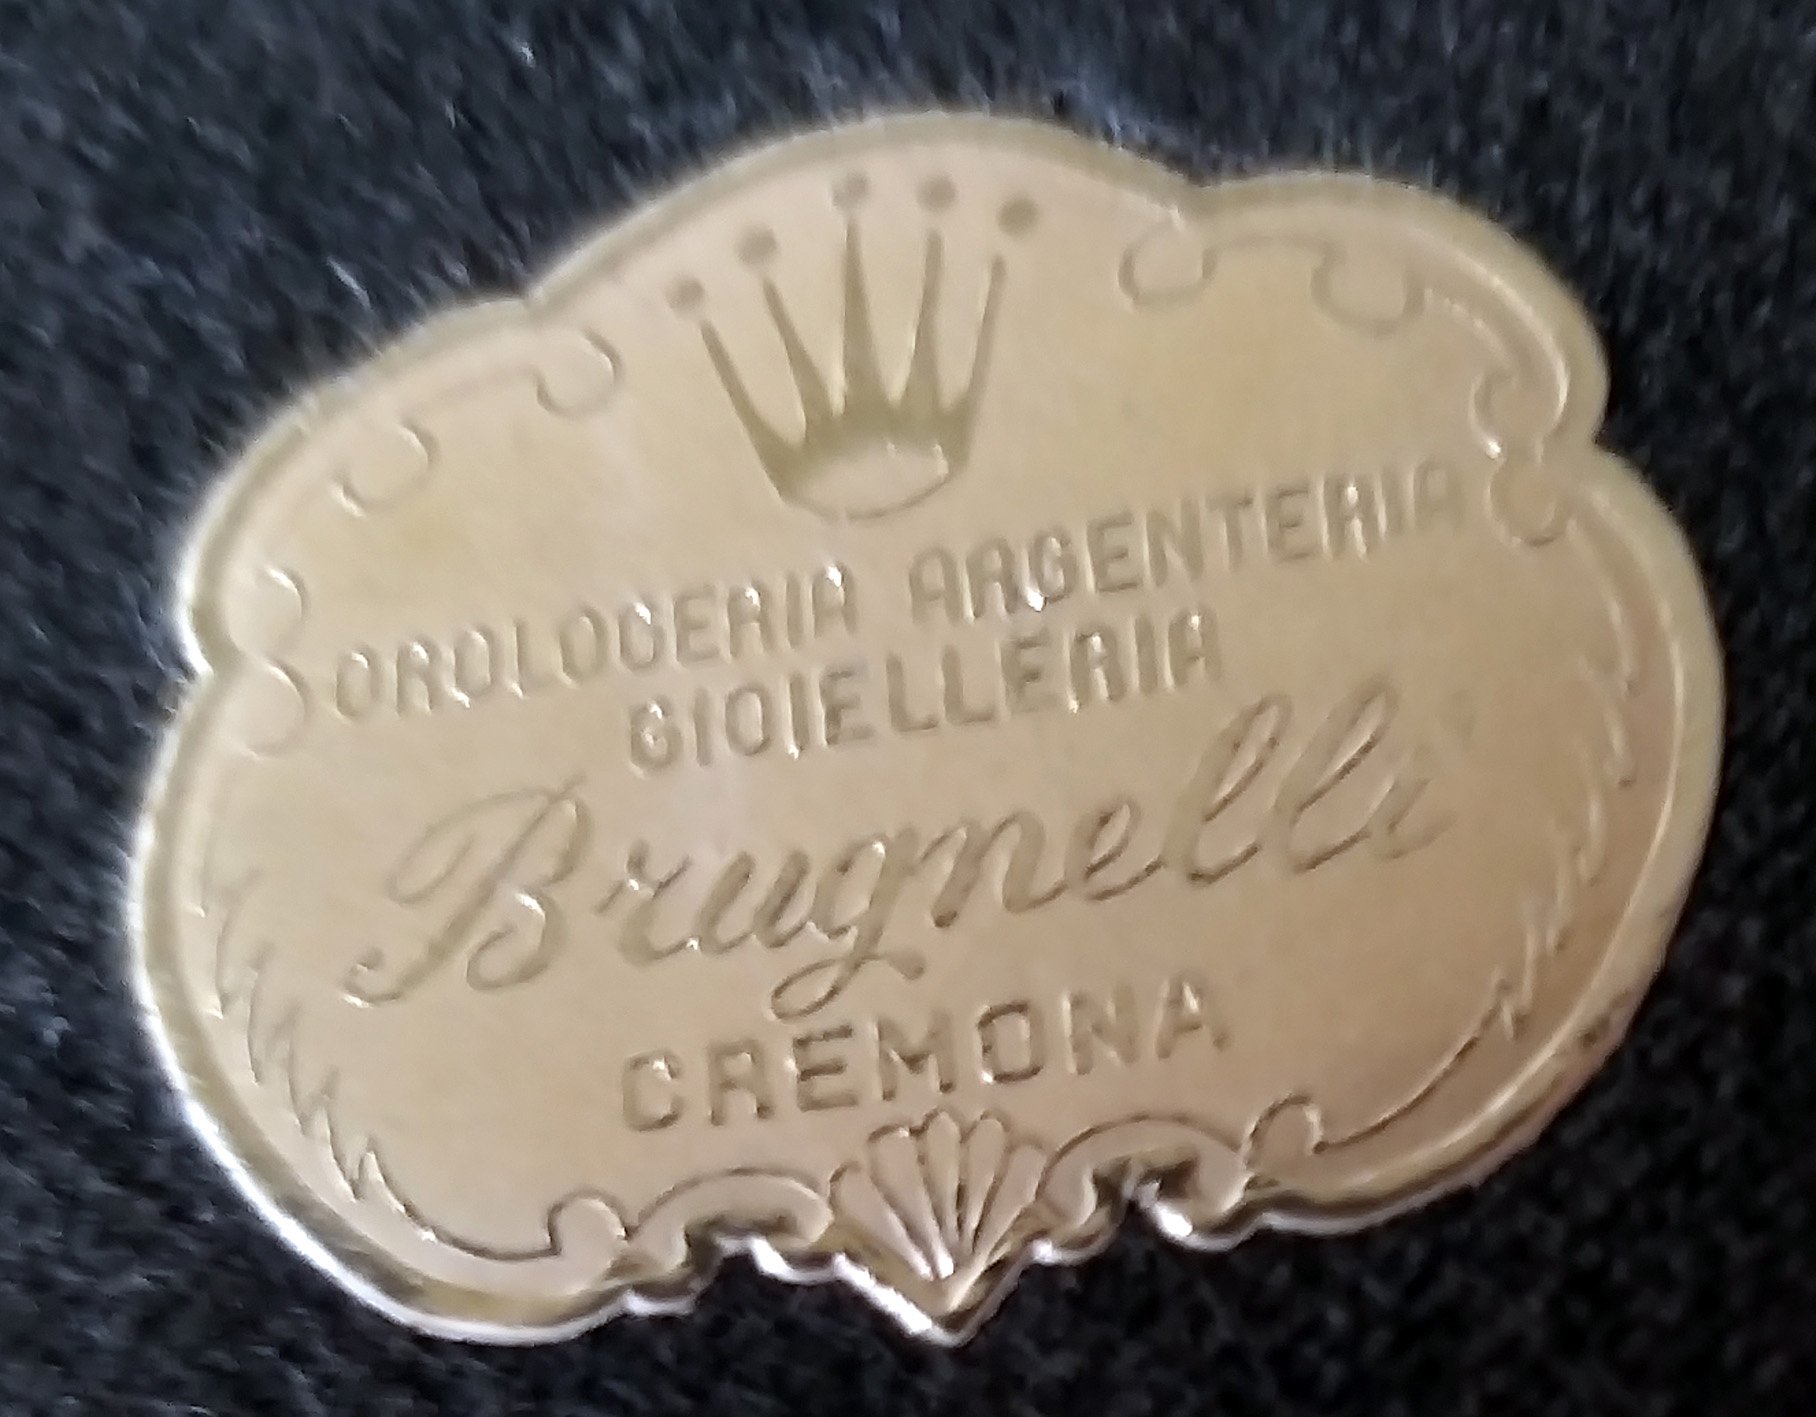 OROLOGERIA ARGENTERIA
GIOIELLERIA
Brugnelli
CREMONA